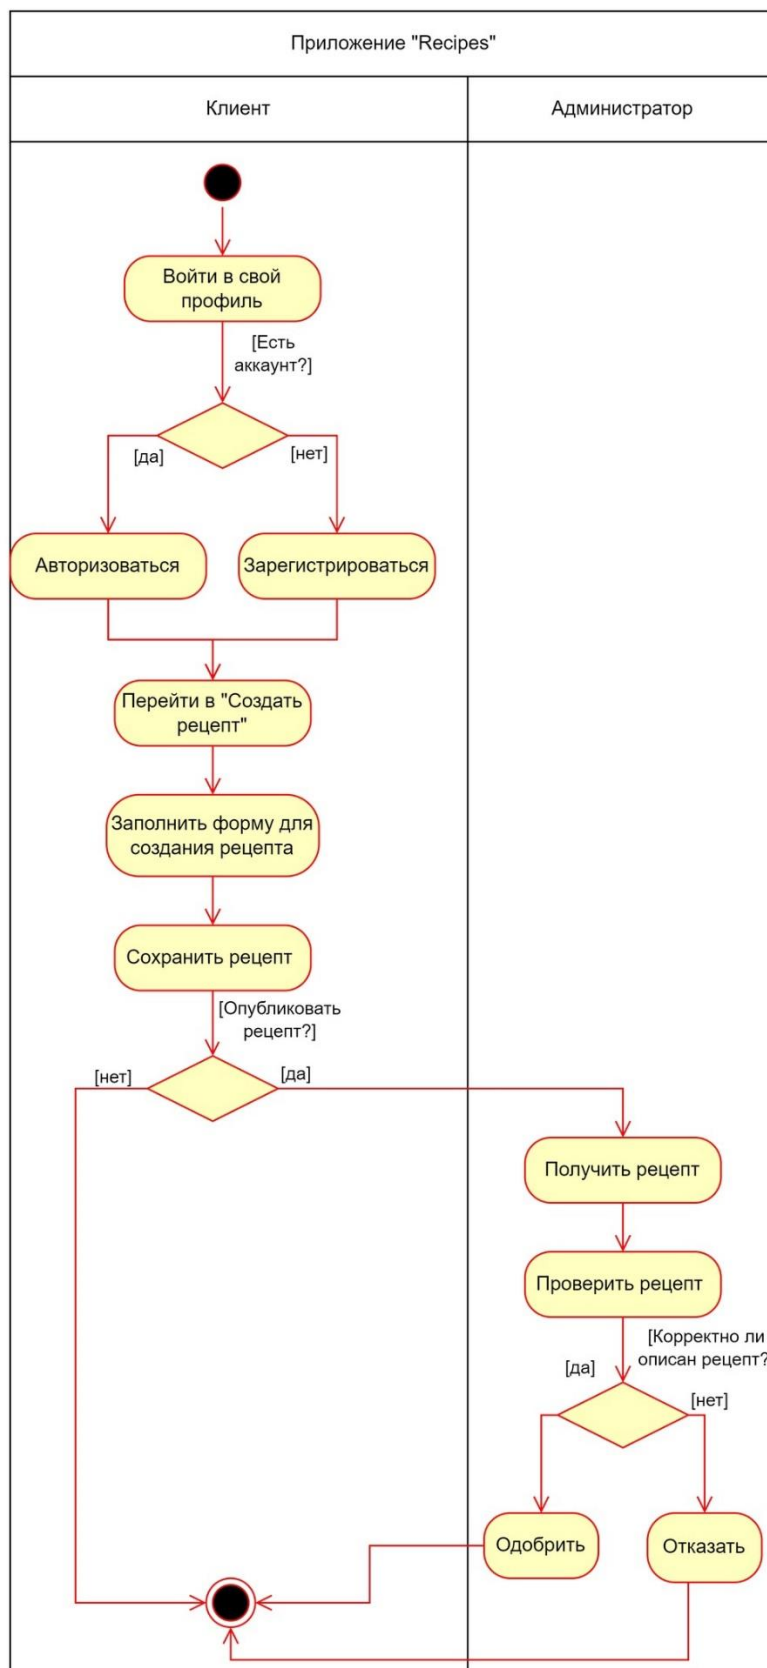 Приложение "Recipes"
Клиент
Администратор
Войти в свой
профиль
[Есть
аккаунт?]
[да]
[нет]
Авторизоваться
Зарегистрироваться
Перейти в "Создать
рецепт"
Заполнить форму для
создания рецепта
Сохранить рецепт
[Опубликовать
рецепт?]
[нет]
[да]
Получить рецепт
Проверить рецепт
[Корректно ли
описан рецепт?
[да]
[нет]
Одобрить
Отказать